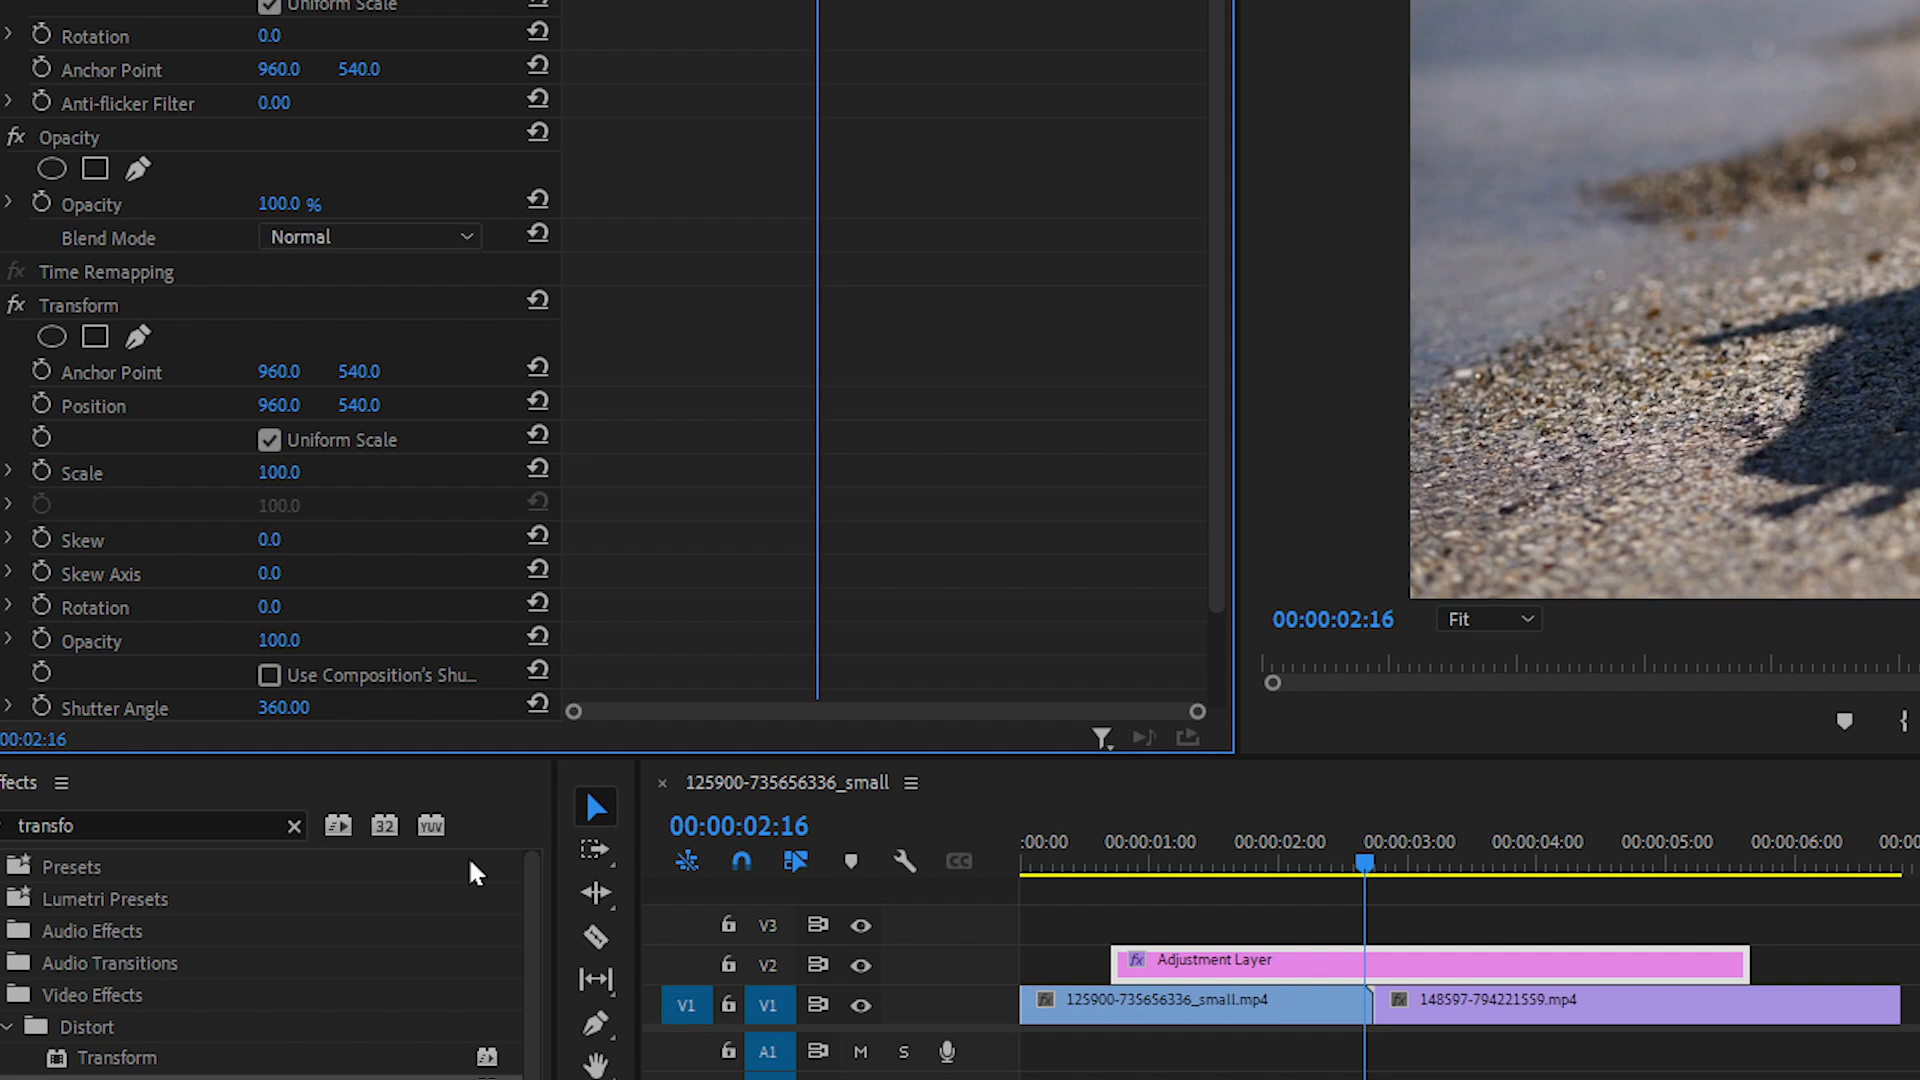 Uniform Scale
Rotation 0.0
Anchor Point 960.0 540.0
Anti-flicker Filter 0.00
fx Opacity
Opacity 100.0 %
Blend Mode Normal
fx Time Remapping
fx Transform
Anchor Point 960.0 540.0
Position 960.0 540.0
Uniform Scale
Scale 100.0
100.0
Skew 0.0
Skew Axis 0.0
Rotation 0.0
Opacity 100.0
Use Composition's Shu...
Shutter Angle 360.00
00:02:16
00:00:02:16 Fit
ffects
transfo
32 YUV
Presets
Lumetri Presets
Audio Effects
Audio Transitions
Video Effects
Distort
Transform
× 125900-735656336_small
00:00:02:16
:00:00 00:00:01:00 00:00:02:00 00:00:03:00 00:00:04:00 00:00:05:00 00:00:06:00 00:00
CC
V3
V2 fx Adjustment Layer
V1 V1 fx 125900-735656336_small.mp4 fx 148597-794221559.mp4
A1 M S